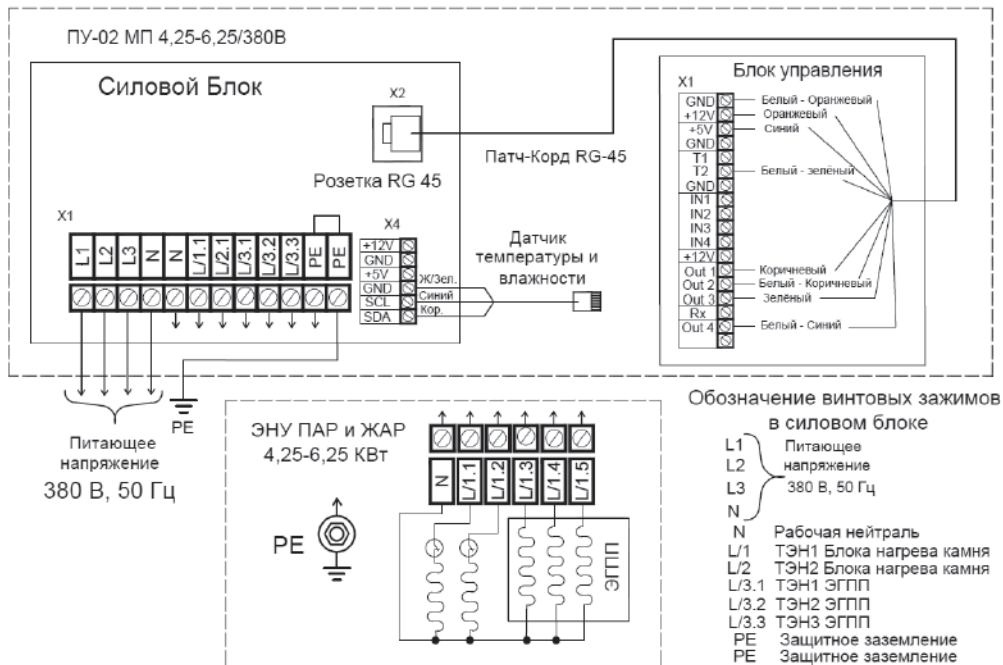 ПУ-02 МП 4,25-6,25/380В
Силовой Блок
X2
Розетка RG 45
Патч-Корд RG-45
X1
L1
L2
L3
N
N
L/1.1
L/2.1
L/3.1
L/3.2
L/3.3
PE
PE
X4
+12V
GND
+5V
GND
SCL
SDA
Ж/Зел.
Синий
Кор.
Датчик
температуры и
влажности
Блок управления
X1
GND Белый - Оранжевый
+12V Оранжевый
+5V Синий
GND
T1
T2 Белый - зелёный
GND
IN1
IN2
IN3
IN4
+12V
Out 1 Коричневый
Out 2 Белый - Коричневый
Out 3 Зелёный
Rx
Out 4 Белый - Синий
PE
Питающее
напряжение
380 В, 50 Гц
ЭНУ ПАР и ЖАР
4,25-6,25 КВт
PE
N
L/1.1
L/1.2
L/1.3
L/1.4
L/1.5
ЭГПП
Обозначение винтовых зажимов
в силовом блоке
L1 Питающее
L2 напряжение
L3 380 В, 50 Гц
N
N Рабочая нейтраль
L/1 ТЭН1 Блока нагрева камня
L/2 ТЭН2 Блока нагрева камня
L/3.1 ТЭН1 ЭГПП
L/3.2 ТЭН2 ЭГПП
L/3.3 ТЭН3 ЭГПП
PE Защитное заземление
PE Защитное заземление